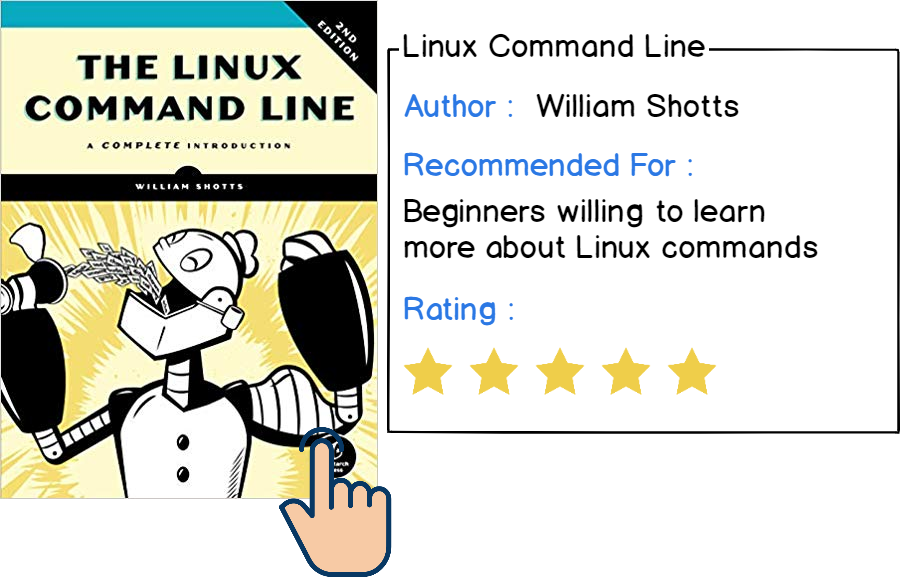 2ND
EDITION
THE LINUX
COMMAND LINE
A COMPLETE INTRODUCTION
WILLIAM SHOTTS
Linux Command Line
Author : William Shotts
Recommended For :
Beginners willing to learn
more about Linux commands
Rating :